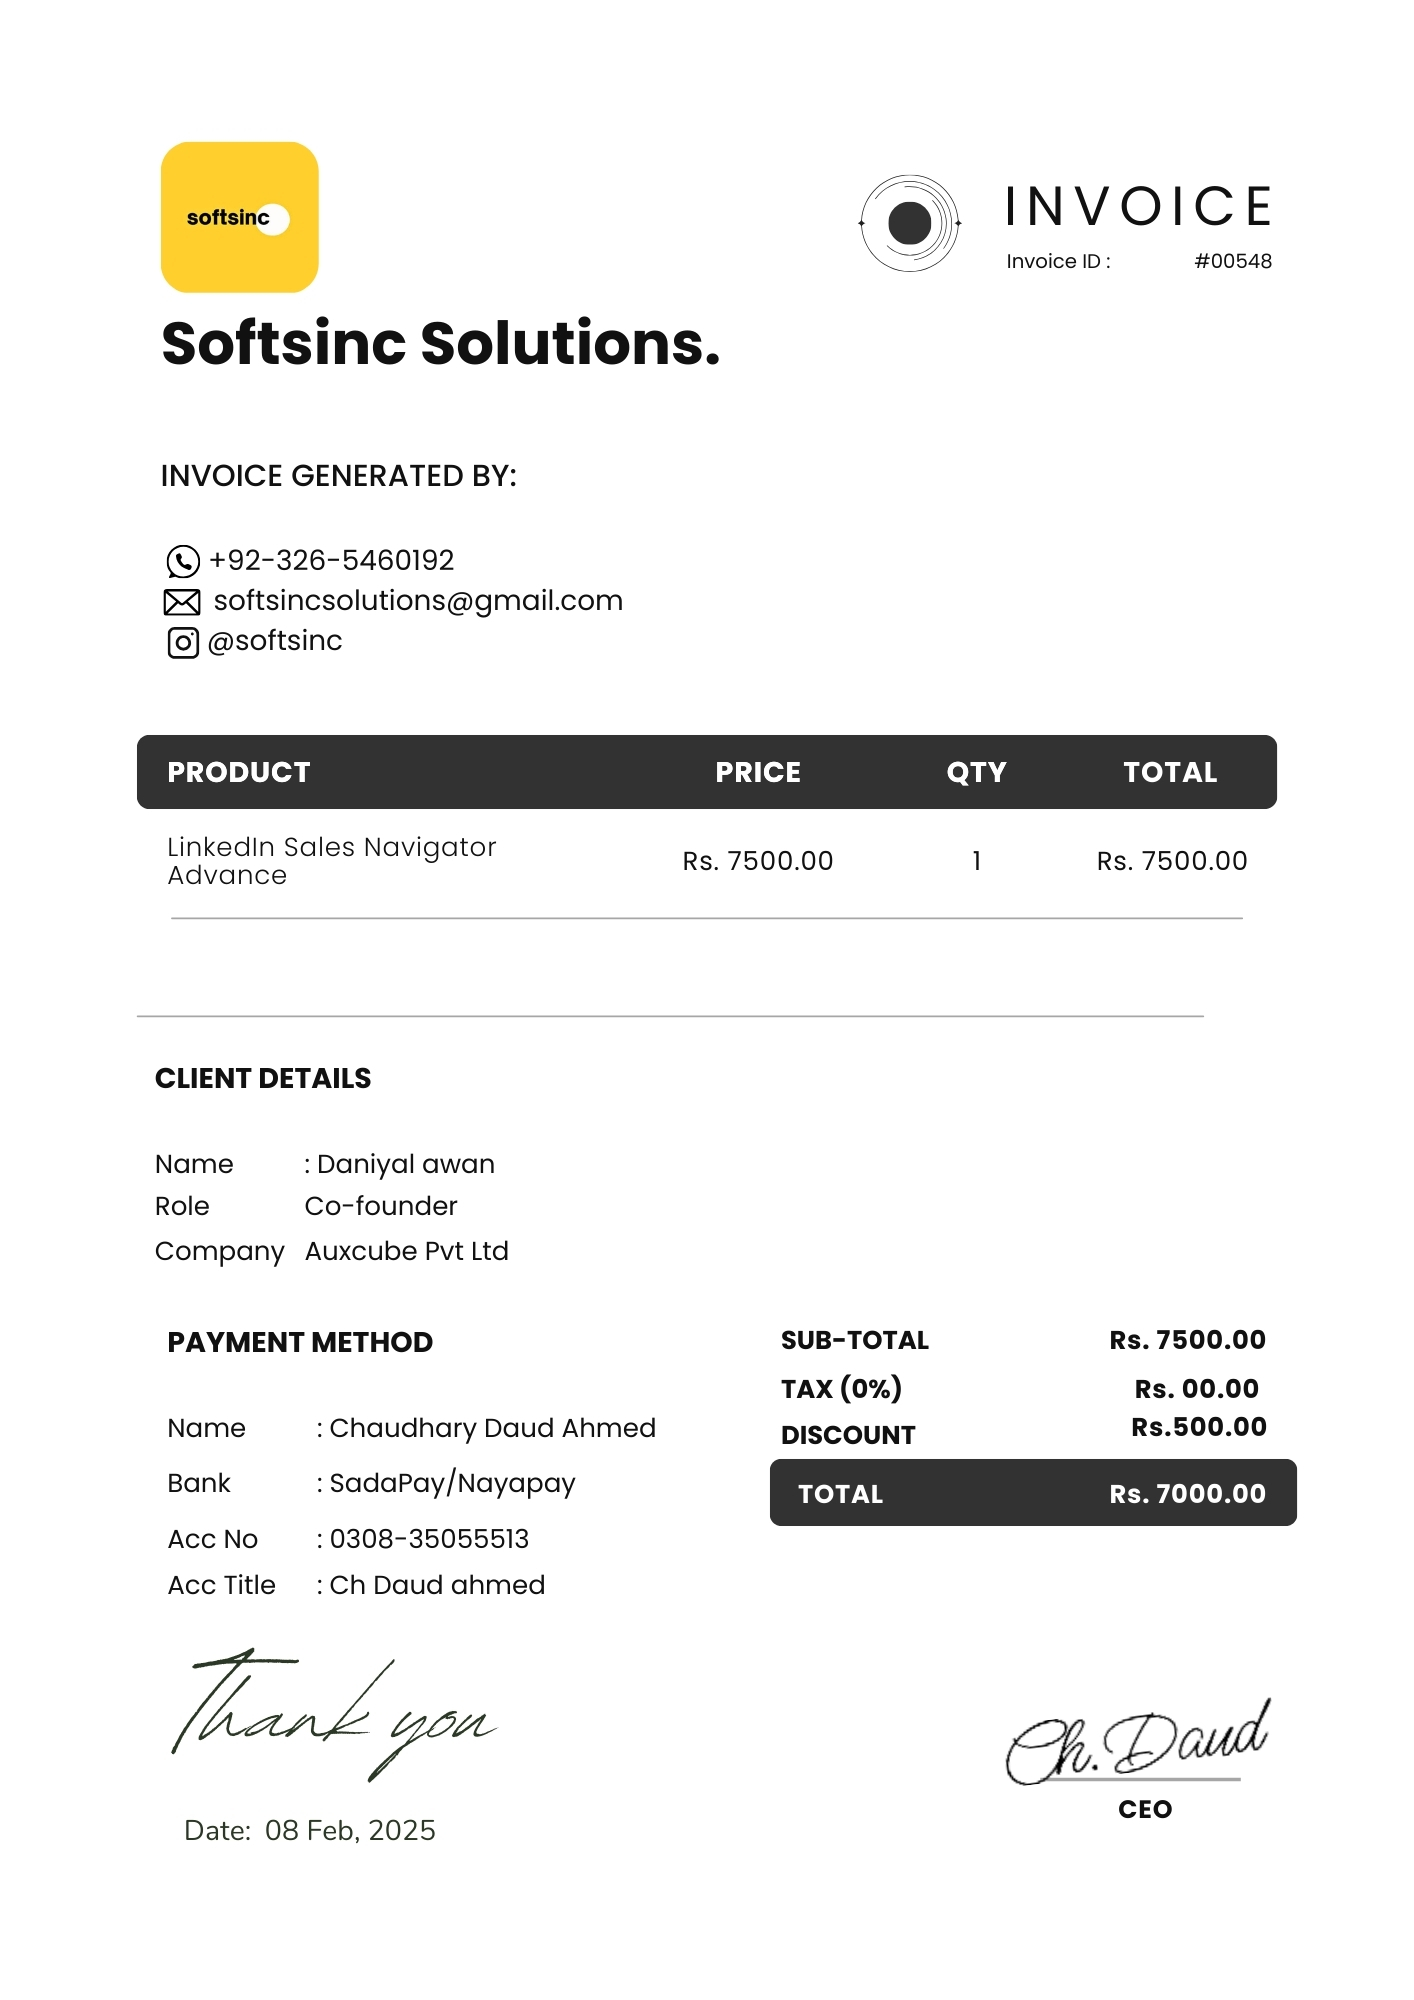 softsinc
INVOICE
Invoice ID : #00548
Softsinc Solutions.
INVOICE GENERATED BY:
+92-326-5460192
softsincsolutions@gmail.com
@softsinc
PRODUCT PRICE QTY TOTAL
LinkedIn Sales Navigator
Advance
Rs. 7500.00 1 Rs. 7500.00
CLIENT DETAILS
Name : Daniyal awan
Role Co-founder
Company Auxcube Pvt Ltd
PAYMENT METHOD
Name : Chaudhary Daud Ahmed
Bank : SadaPay/Nayapay
Acc No : 0308-35055513
Acc Title : Ch Daud ahmed
SUB-TOTAL Rs. 7500.00
TAX (0%) Rs. 00.00
DISCOUNT Rs.500.00
TOTAL Rs. 7000.00
Thank you
Date: 08 Feb, 2025
Ch. Daud
CEO